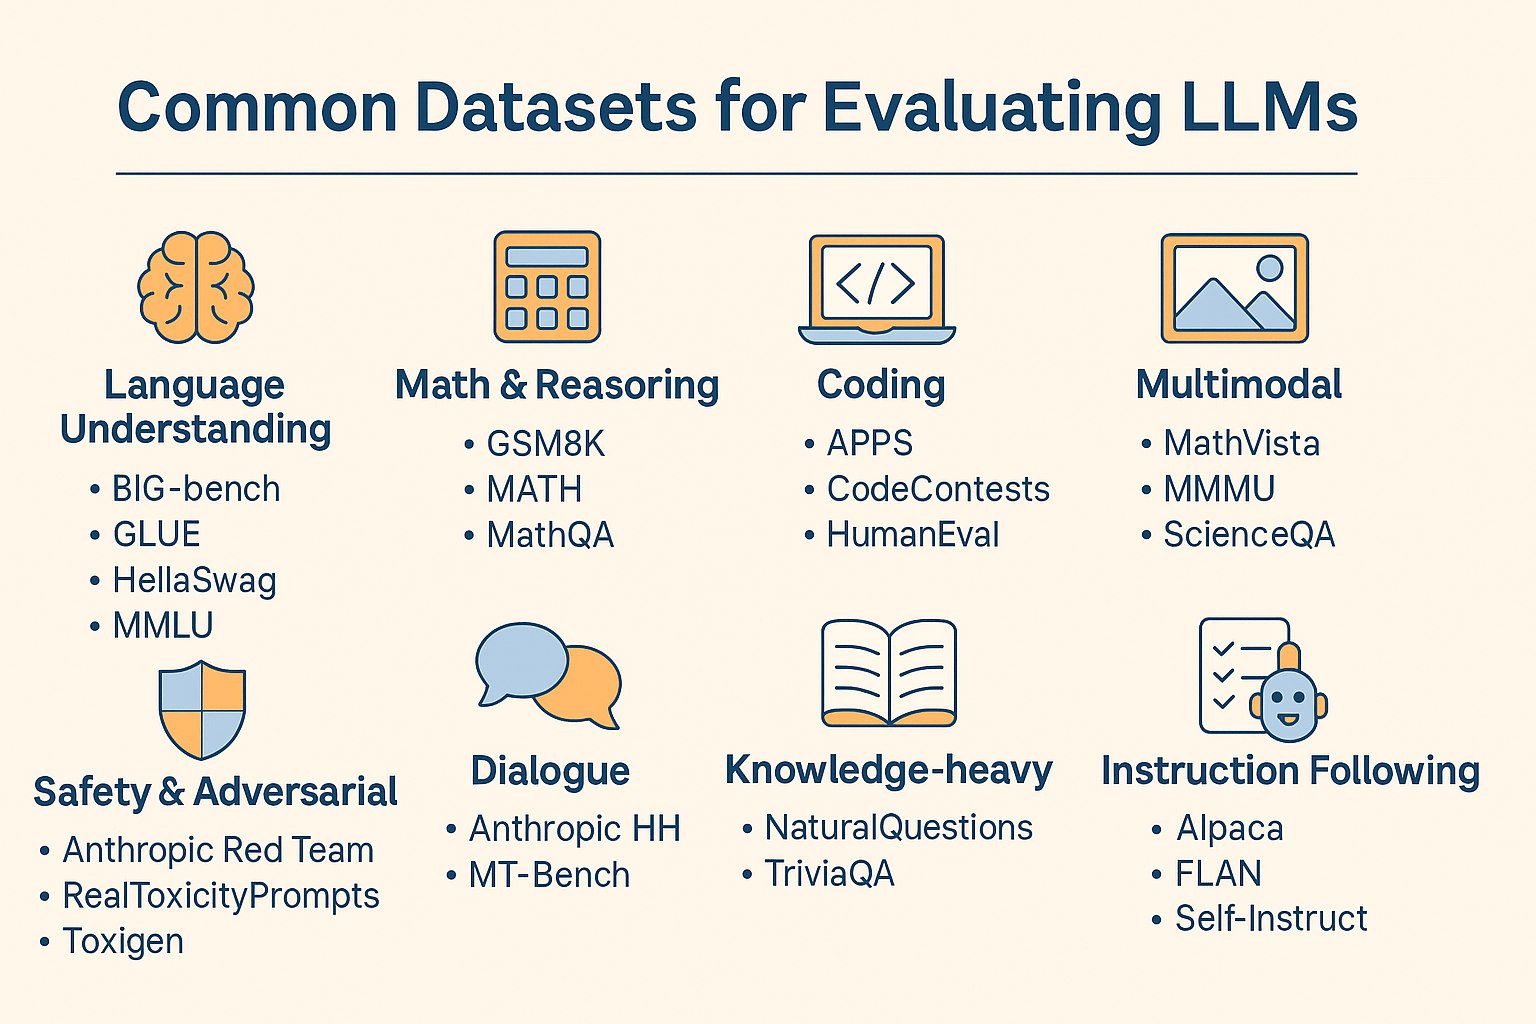 Common Datasets for Evaluating LLMs
Language
Understanding
• BIG-bench
• GLUE
• HellaSwag
• MMLU
Math & Reasoring
• GSM8K
• MATH
• MathQA
Coding
• APPS
• CodeContests
• HumanEval
Multimodal
• MathVista
• MMMU
• ScienceQA
Safety & Adversarial
• Anthropic Red Team
• RealToxicityPrompts
• Toxigen
Dialogue
• Anthropic HH
• MT-Bench
Knowledge-heavy
• NaturalQuestions
• TriviaQA
Instruction Following
• Alpaca
• FLAN
• Self-Instruct